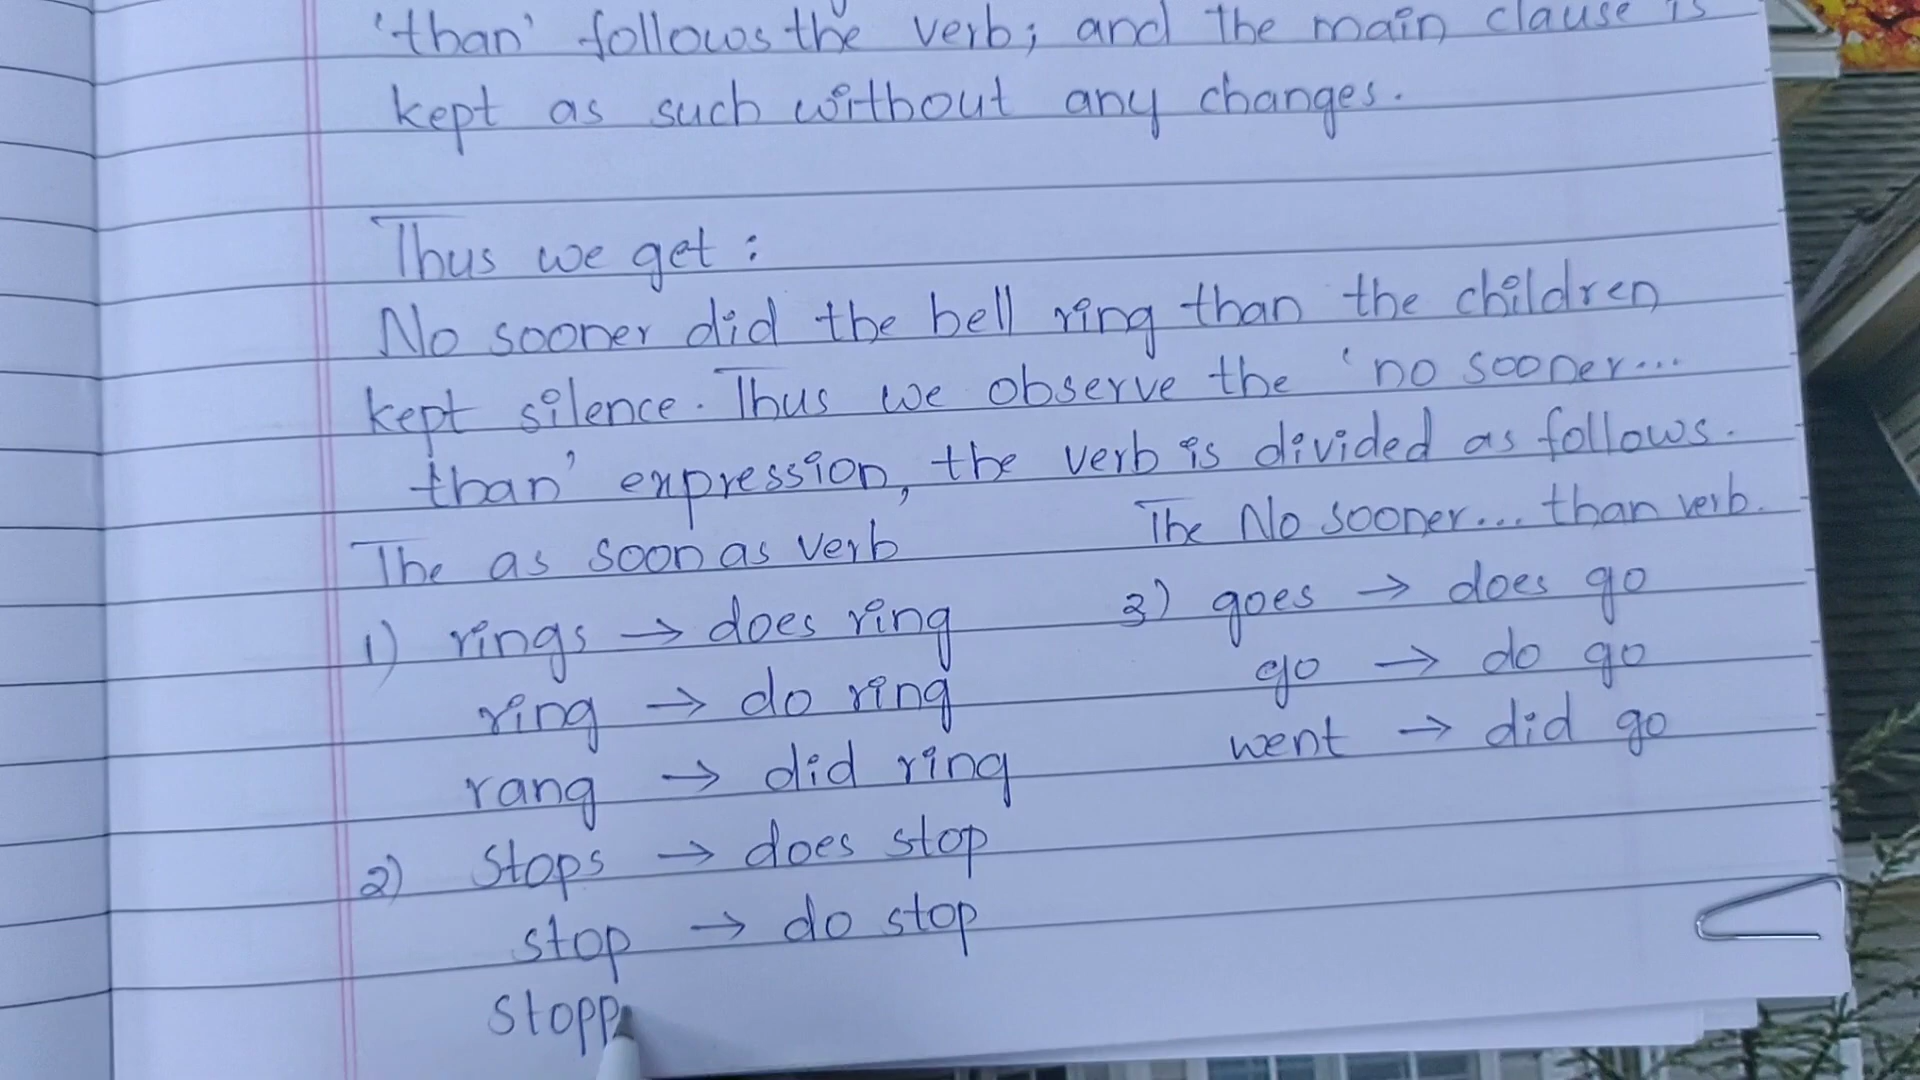 'than' follows the verb; and the main clause is
kept as such without any changes.
Thus we get :
No sooner did the bell ring than the children
kept silence. Thus we observe the 'no sooner...
than' expression, the verb is divided as follows.
The as soon as verb
The No sooner... than verb.
1) rings → does ring
ring → do ring
rang → did ring
2) stops → does stop
stop → do stop
stopp
3) goes → does go
go → do go
went → did go